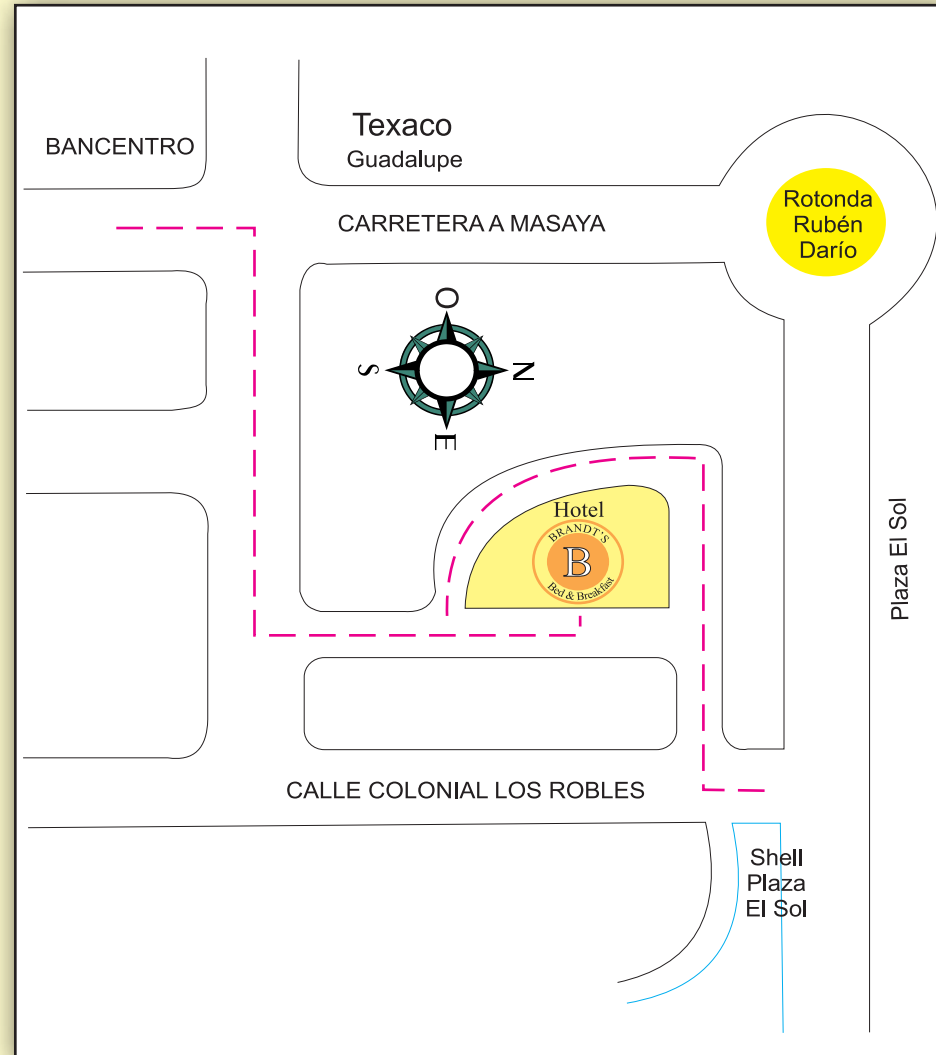 BANCENTRO
Texaco
Guadalupe
CARRETERA A MASAYA
Rotonda
Rubén
Darío
O
S
N
E
Hotel
BRANDT'S
B
Bed & Breakfast
Plaza El Sol
CALLE COLONIAL LOS ROBLES
Shell
Plaza
El Sol